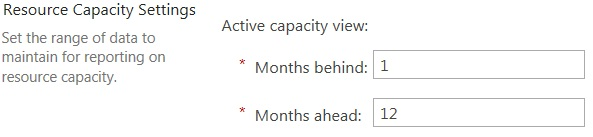 Resource Capacity Settings
Set the range of data to
maintain for reporting on
resource capacity.
Active capacity view:
* Months behind: 1
* Months ahead: 12